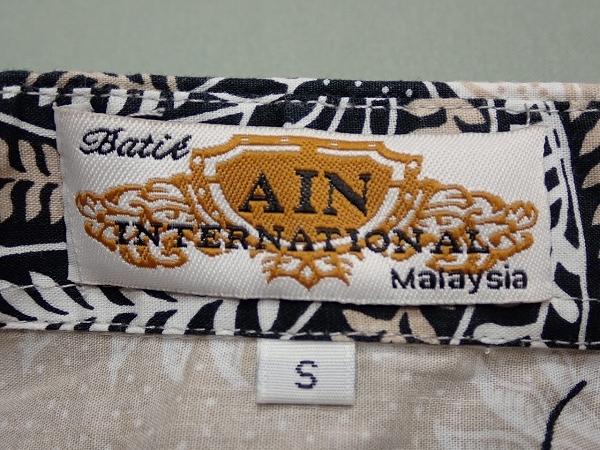 Batik
AIN
INTERNATIONAL
Malaysia
S